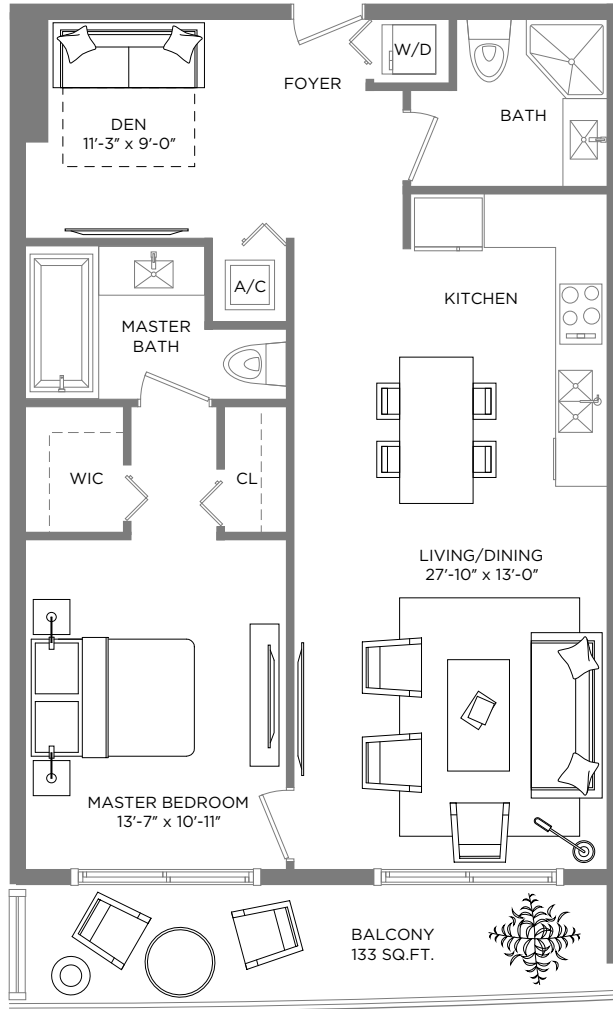 W/D
FOYER
BATH
DEN
11′-3″ x 9′-0″
A/C
KITCHEN
MASTER
BATH
WIC
CL
LIVING/DINING
27′-10″ x 13′-0″
MASTER BEDROOM
13′-7″ x 10′-11″
BALCONY
133 SQ.FT.